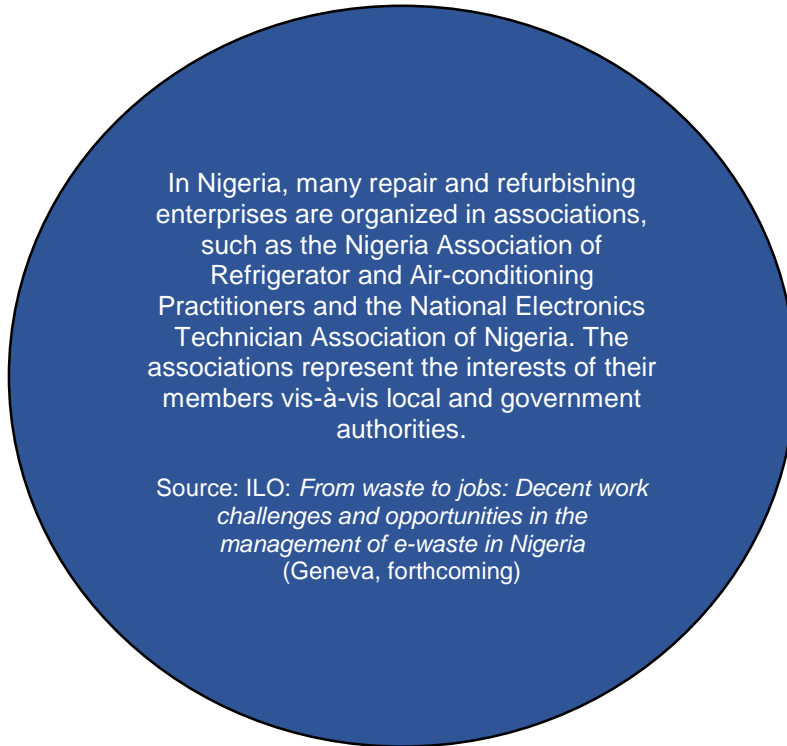 In Nigeria, many repair and refurbishing
enterprises are organized in associations,
such as the Nigeria Association of
Refrigerator and Air-conditioning
Practitioners and the National Electronics
Technician Association of Nigeria. The
associations represent the interests of their
members vis-à-vis local and government
authorities.
Source: ILO: From waste to jobs: Decent work
challenges and opportunities in the
management of e-waste in Nigeria
(Geneva, forthcoming)